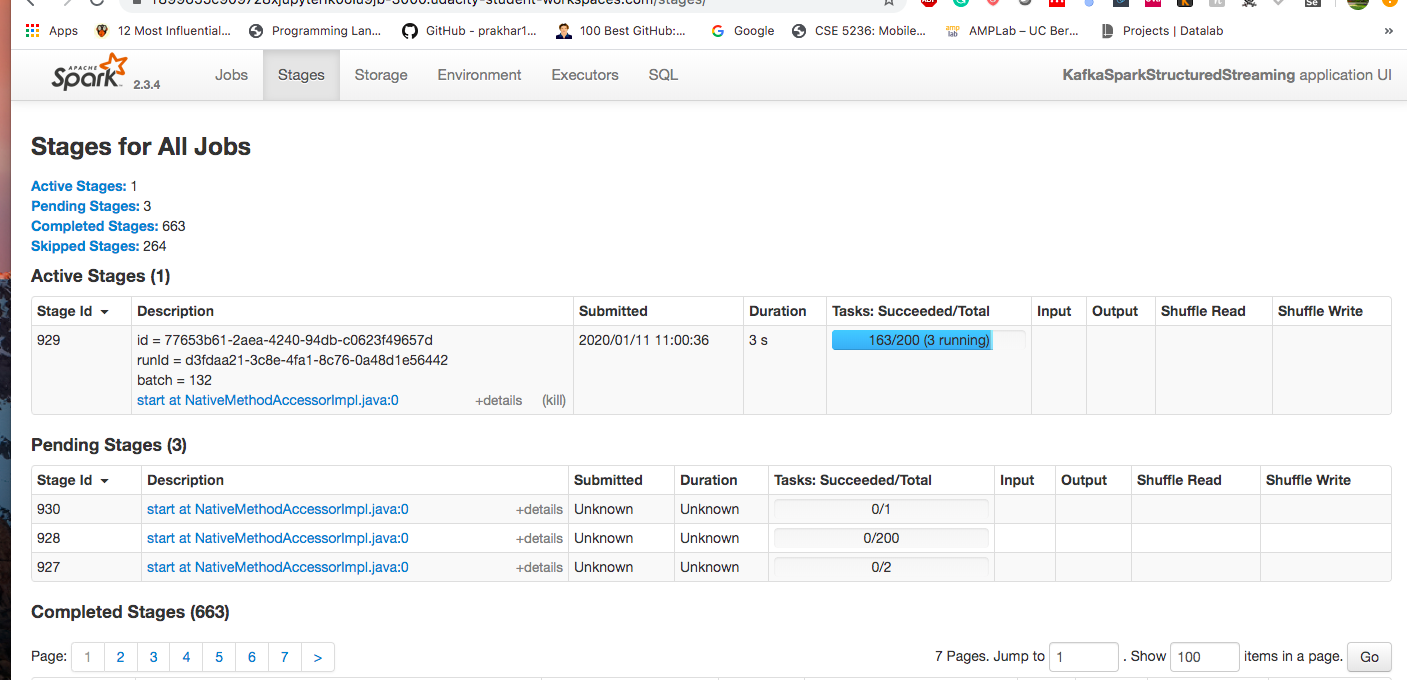 Apps 12 Most Influential... Programming Lan... GitHub - prakhar1... 100 Best GitHub:... Google CSE 5236: Mobile... AMPLab – UC Ber... Projects | Datalab »
APACHE Spark 2.3.4 Jobs Stages Storage Environment Executors SQL KafkaSparkStructuredStreaming application UI
Stages for All Jobs
Active Stages: 1
Pending Stages: 3
Completed Stages: 663
Skipped Stages: 264
Active Stages (1)
Stage Id Description Submitted Duration Tasks: Succeeded/Total Input Output Shuffle Read Shuffle Write
929 id = 77653b61-2aea-4240-94db-c0623f49657d 2020/01/11 11:00:36 3 s 163/200 (3 running)
runId = d3fdaa21-3c8e-4fa1-8c76-0a48d1e56442
batch = 132
start at NativeMethodAccessorImpl.java:0 +details (kill)
Pending Stages (3)
Stage Id Description Submitted Duration Tasks: Succeeded/Total Input Output Shuffle Read Shuffle Write
930 start at NativeMethodAccessorImpl.java:0 +details Unknown Unknown 0/1
928 start at NativeMethodAccessorImpl.java:0 +details Unknown Unknown 0/200
927 start at NativeMethodAccessorImpl.java:0 +details Unknown Unknown 0/2
Completed Stages (663)
Page: 1 2 3 4 5 6 7 > 7 Pages. Jump to 1 . Show 100 items in a page. Go